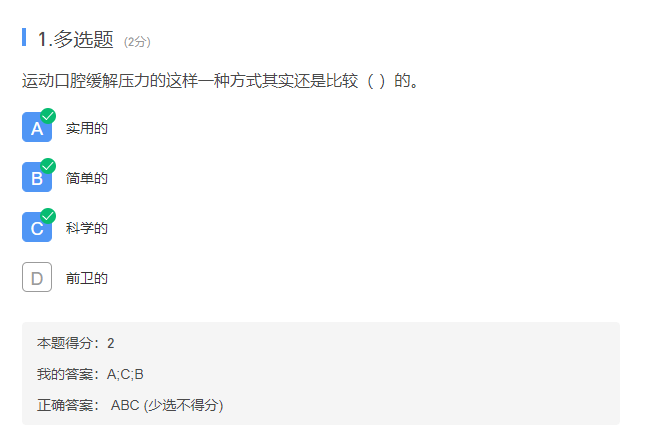 1.多选题 (2分)
运动口腔缓解压力的这样一种方式其实还是比较（ ）的。
A 实用的
B 简单的
C 科学的
D 前卫的
本题得分：2
我的答案：A;C;B
正确答案： ABC (少选不得分)